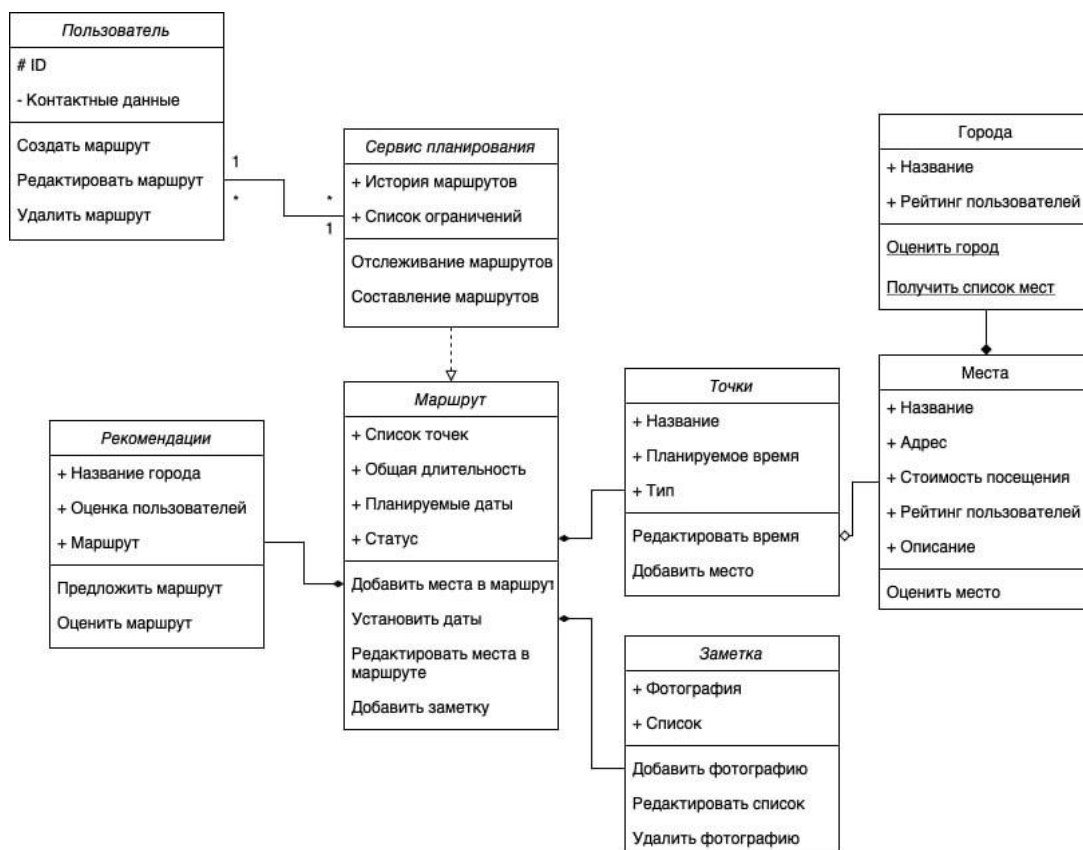 Пользователь
# ID
- Контактные данные
Создать маршрут
Редактировать маршрут
Удалить маршрут
1
*
*
1
Сервис планирования
+ История маршрутов
+ Список ограничений
Отслеживание маршрутов
Составление маршрутов
Города
+ Название
+ Рейтинг пользователей
Оценить город
Получить список мест
Рекомендации
+ Название города
+ Оценка пользователей
+ Маршрут
Предложить маршрут
Оценить маршрут
Маршрут
+ Список точек
+ Общая длительность
+ Планируемые даты
+ Статус
Добавить места в маршрут
Установить даты
Редактировать места в
маршруте
Добавить заметку
Точки
+ Название
+ Планируемое время
+ Тип
Редактировать время
Добавить место
Места
+ Название
+ Адрес
+ Стоимость посещения
+ Рейтинг пользователей
+ Описание
Оценить место
Заметка
+ Фотография
+ Список
Добавить фотографию
Редактировать список
Удалить фотографию